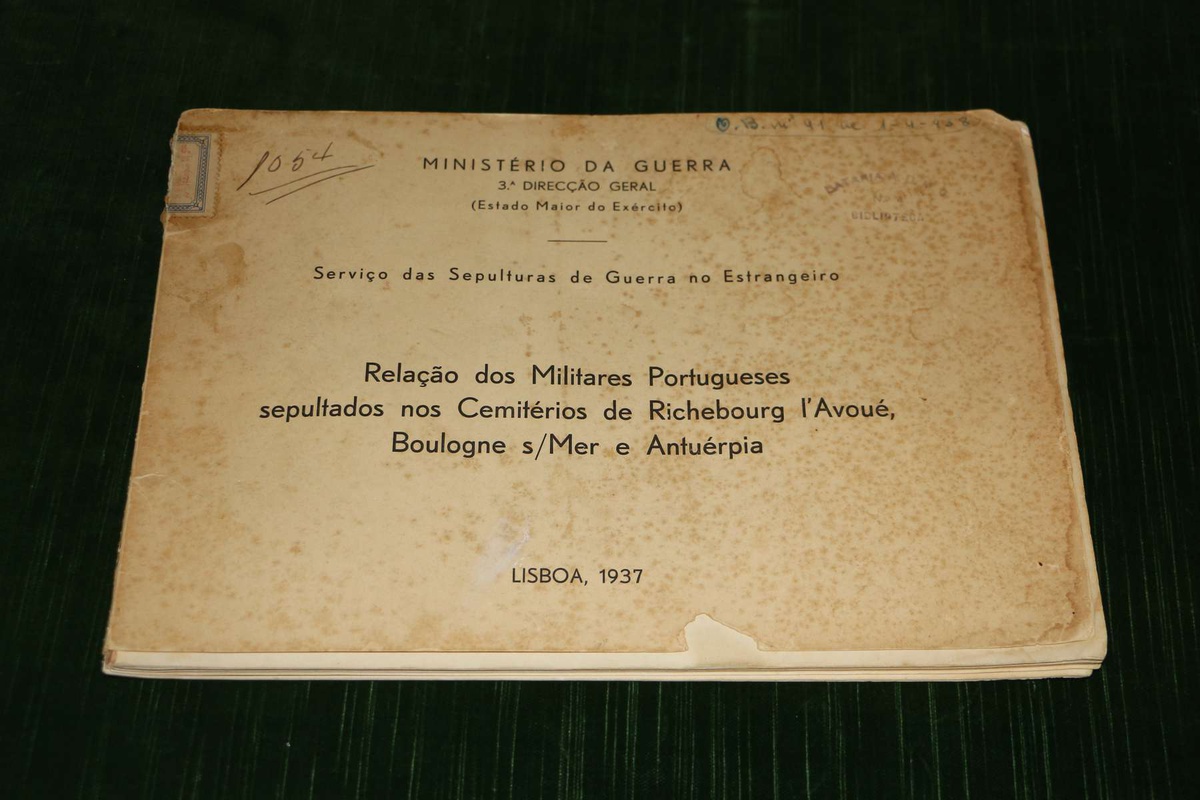 1054
MINISTÉRIO DA GUERRA
3.ª DIRECÇÃO GERAL
(Estado Maior do Exército)
BIBLIOTECA
Serviço das Sepulturas de Guerra no Estrangeiro
Relação dos Militares Portugueses
sepultados nos Cemitérios de Richebourg l'Avoué,
Boulogne s/Mer e Antuérpia
LISBOA, 1937